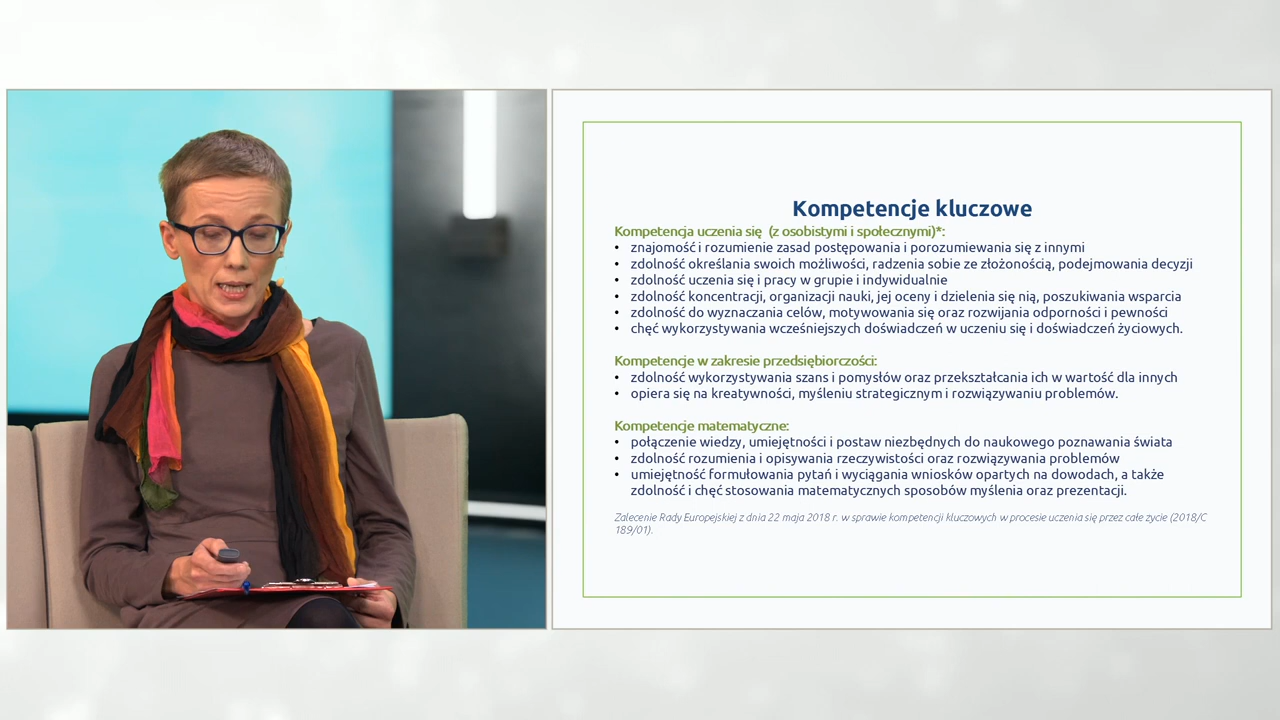 Kompetencje kluczowe
Kompetencja uczenia się (z osobistymi i społecznymi)*:
• znajomość i rozumienie zasad postępowania i porozumiewania się z innymi
• zdolność określania swoich możliwości, radzenia sobie ze złożonością, podejmowania decyzji
• zdolność uczenia się i pracy w grupie i indywidualnie
• zdolność koncentracji, organizacji nauki, jej oceny i dzielenia się nią, poszukiwania wsparcia
• zdolność do wyznaczania celów, motywowania się oraz rozwijania odporności i pewności
• chęć wykorzystywania wcześniejszych doświadczeń w uczeniu się i doświadczeń życiowych.
Kompetencje w zakresie przedsiębiorczości:
• zdolność wykorzystywania szans i pomysłów oraz przekształcania ich w wartość dla innych
• opiera się na kreatywności, myśleniu strategicznym i rozwiązywaniu problemów.
Kompetencje matematyczne:
• połączenie wiedzy, umiejętności i postaw niezbędnych do naukowego poznawania świata
• zdolność rozumienia i opisywania rzeczywistości oraz rozwiązywania problemów
• umiejętność formułowania pytań i wyciągania wniosków opartych na dowodach, a także
zdolność i chęć stosowania matematycznych sposobów myślenia oraz prezentacji.
Zalecenie Rady Europejskiej z dnia 22 maja 2018 r. w sprawie kompetencji kluczowych w procesie uczenia się przez całe życie (2018/C
189/01).